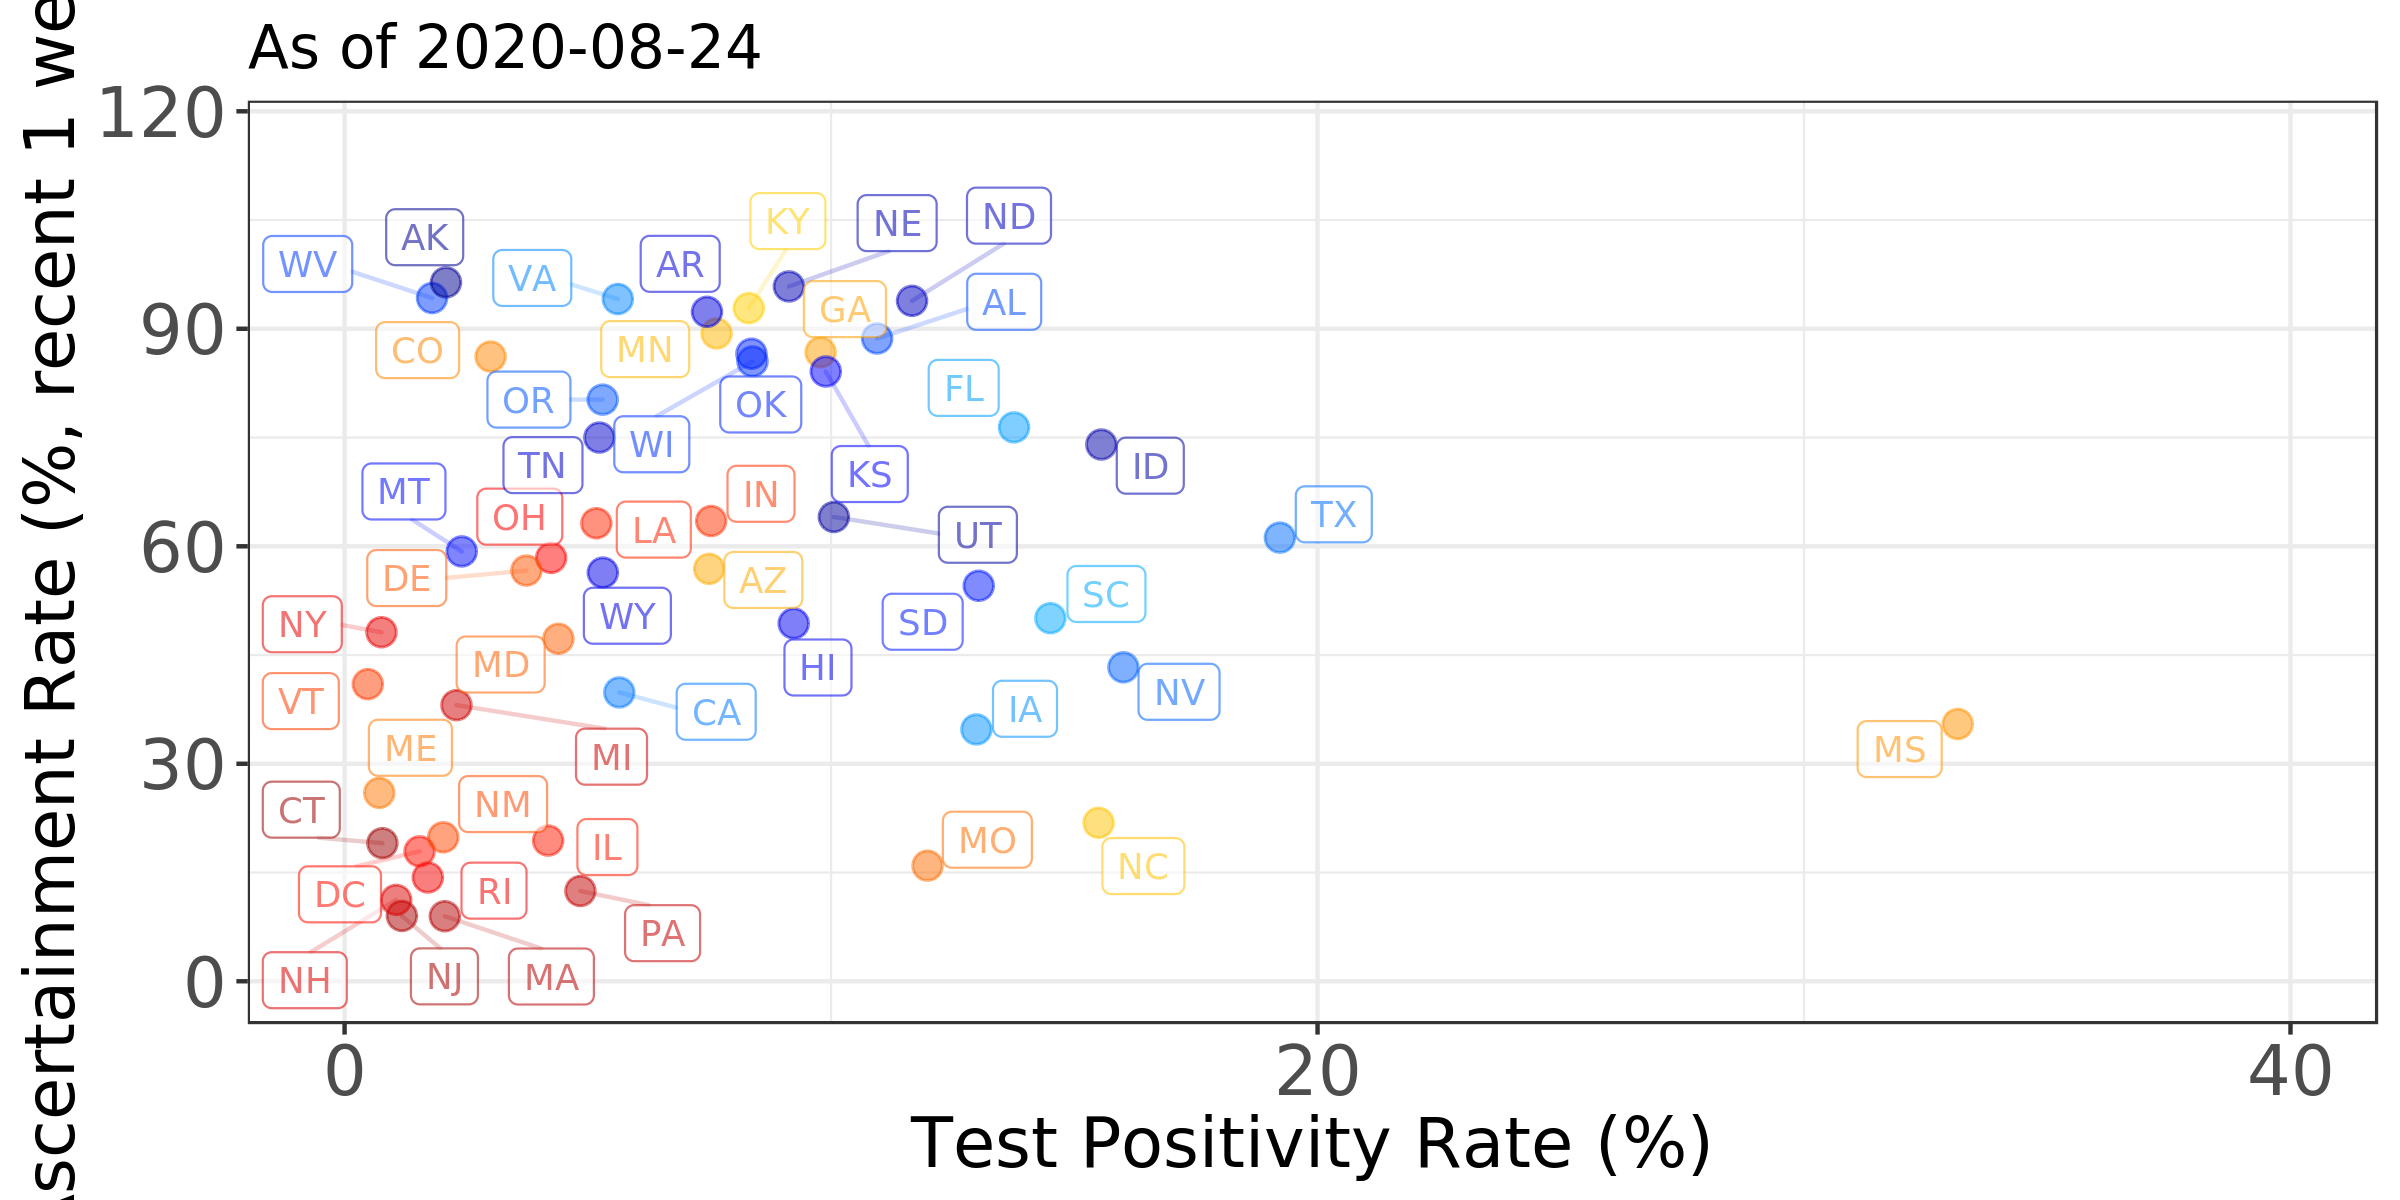 As of 2020-08-24
Ascertainment Rate (%, recent 1 we
120
90
60
30
0
KY
NE
ND
AK
WV
VA
AR
GA
AL
CO
MN
FL
OR
OK
WI
TN
ID
MT
KS
IN
OH
LA
UT
TX
DE
AZ
SC
NY
WY
SD
MD
HI
VT
CA
IA
NV
ME
MI
MS
CT
NM
IL
MO
NC
DC
RI
PA
NH
NJ
MA
0
20
40
Test Positivity Rate (%)